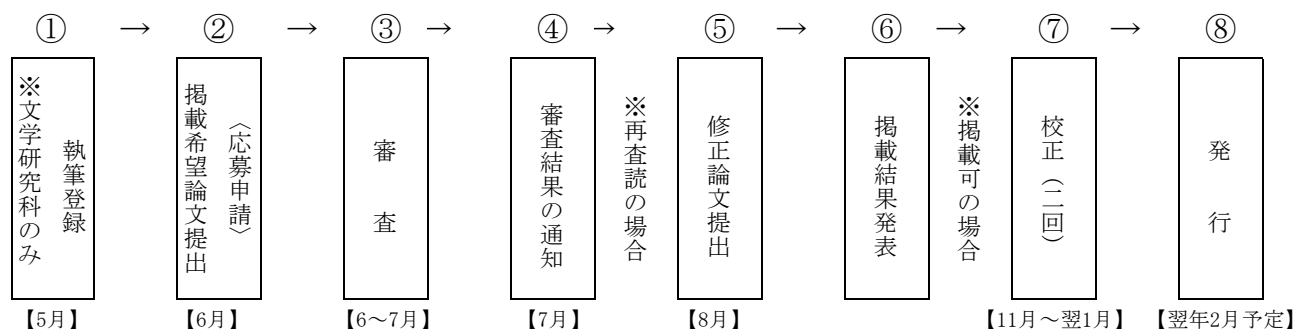 ① → ② → ③ → ④ → ⑤ → ⑥ → ⑦ → ⑧
執筆登録
※文学研究科のみ
〈応募申請〉
掲載希望論文提出
審査
審査結果の通知
※再査読の場合
修正論文提出
掲載結果発表
※掲載可の場合
校正（二回）
発行
【5月】 【6月】 【6～7月】 【7月】 【8月】 【11月～翌1月】 【翌年2月予定】